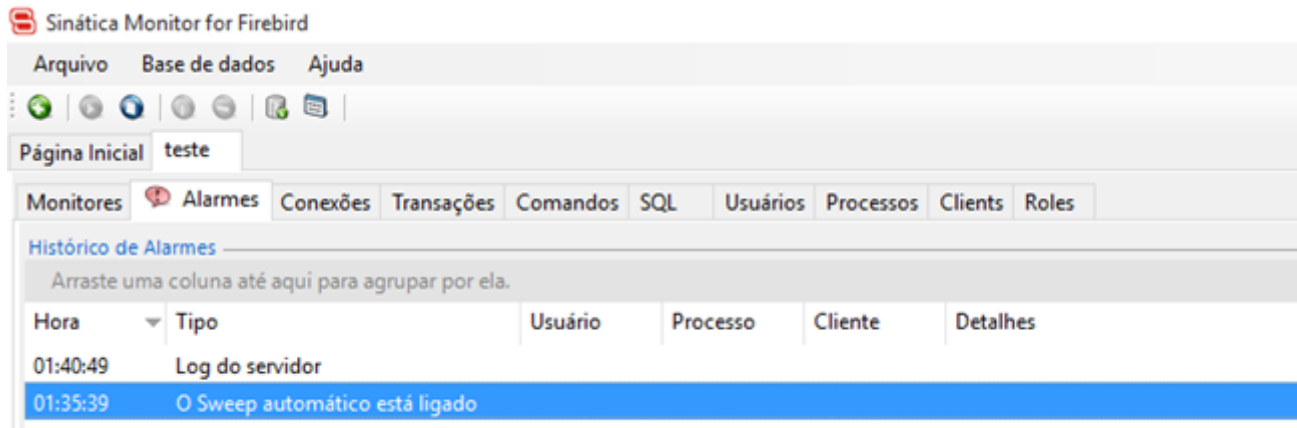 Sinática Monitor for Firebird
Arquivo Base de dados Ajuda
Página Inicial teste
Monitores Alarmes Conexões Transações Comandos SQL Usuários Processos Clients Roles
Histórico de Alarmes
Arraste uma coluna até aqui para agrupar por ela.
Hora Tipo Usuário Processo Cliente Detalhes
01:40:49 Log do servidor
01:35:39 O Sweep automático está ligado